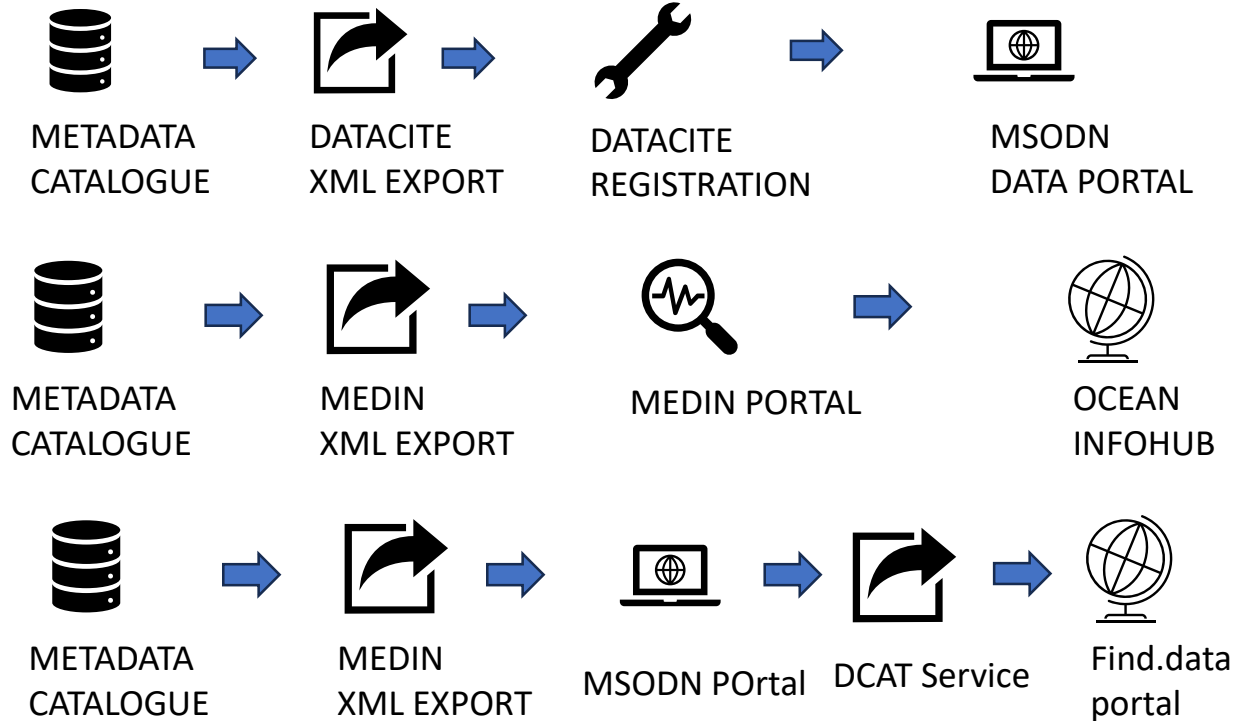 METADATA
CATALOGUE
DATACITE
XML EXPORT
DATACITE
REGISTRATION
MSODN
DATA PORTAL
METADATA
CATALOGUE
MEDIN
XML EXPORT
MEDIN PORTAL
OCEAN
INFOHUB
METADATA
CATALOGUE
MEDIN
XML EXPORT
MSODN POrtal
DCAT Service
Find.data
portal